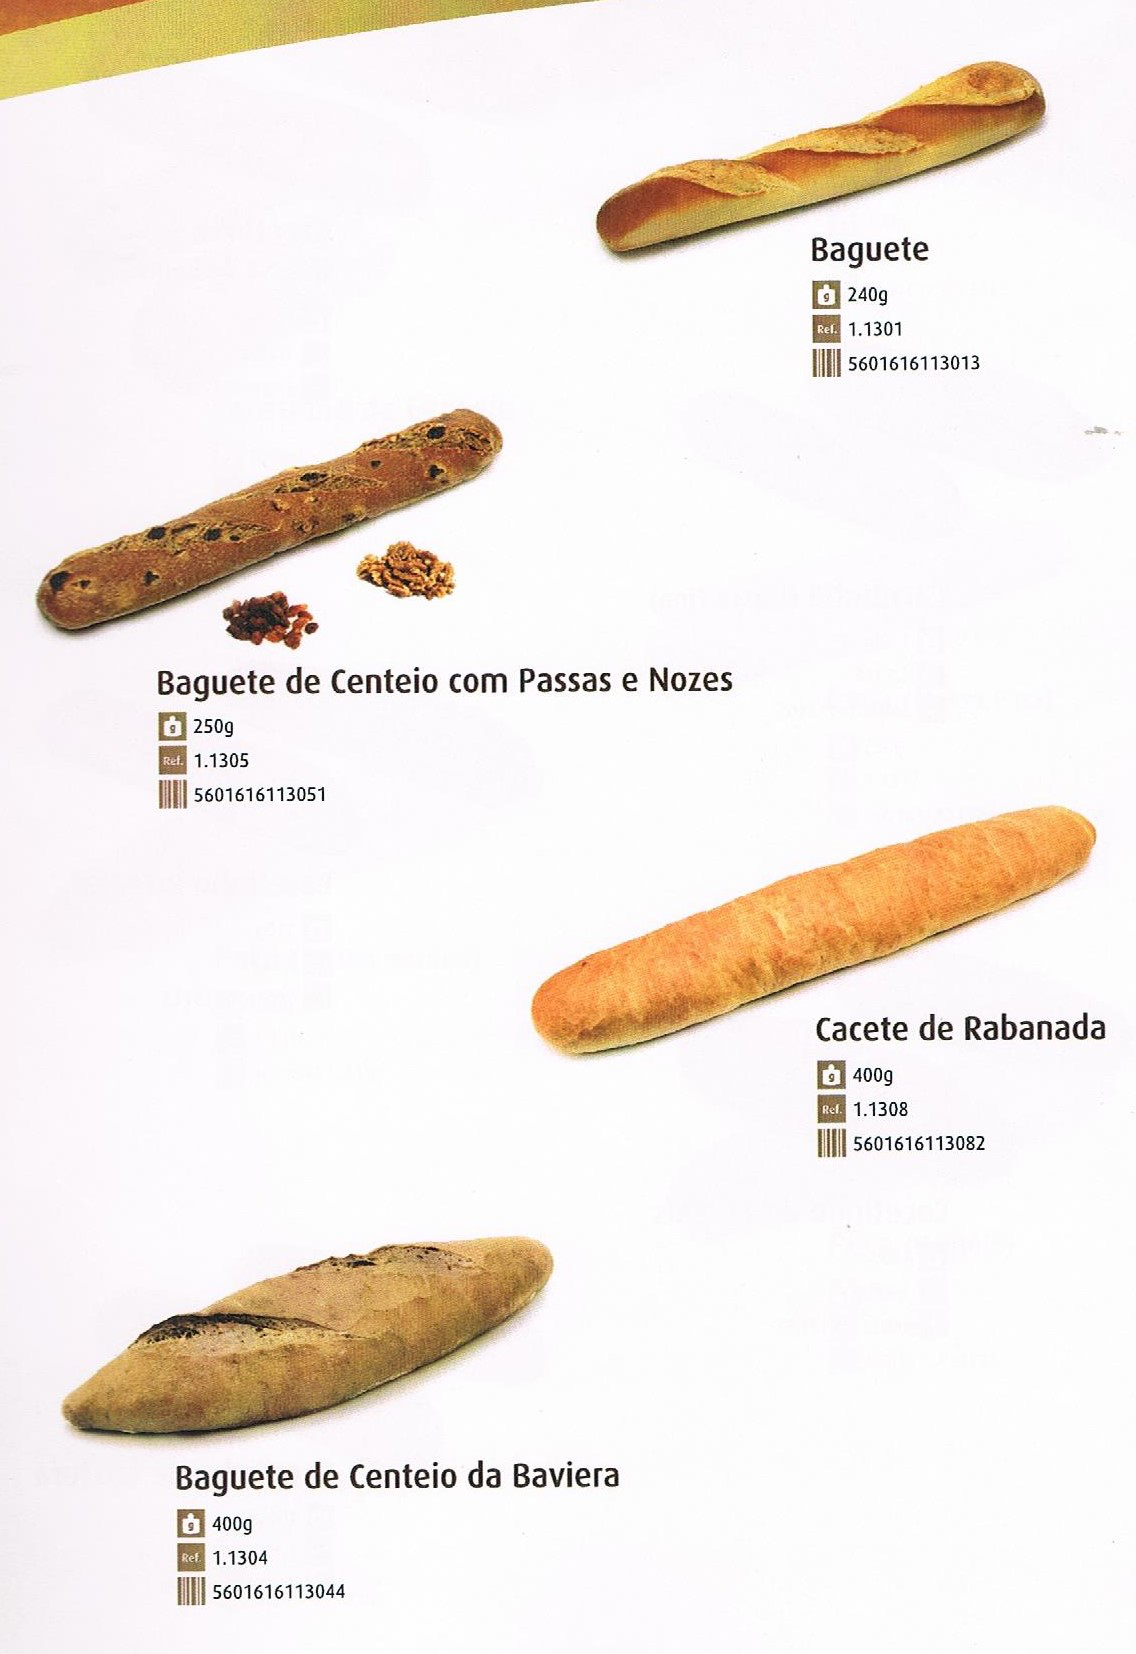 Baguete
240g
Ref. 1.1301
5601616113013
Baguete de Centeio com Passas e Nozes
250g
Ref. 1.1305
5601616113051
Cacete de Rabanada
400g
Ref. 1.1308
5601616113082
Baguete de Centeio da Baviera
400g
Ref. 1.1304
5601616113044